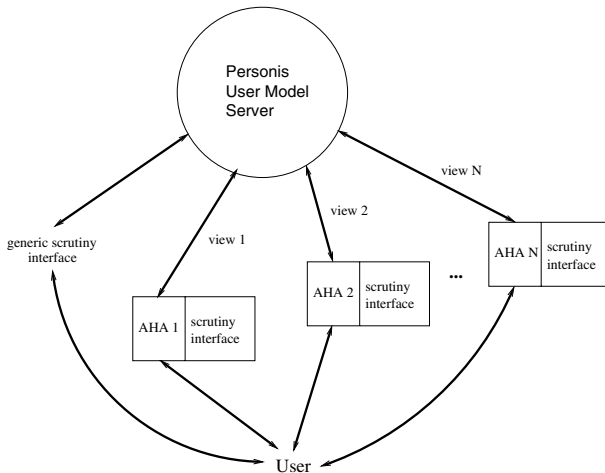 Personis
User Model
Server
view N
view 2
view 1
generic scrutiny
interface
AHA N
scrutiny
interface
AHA 2
scrutiny
interface
...
AHA 1
scrutiny
interface
User